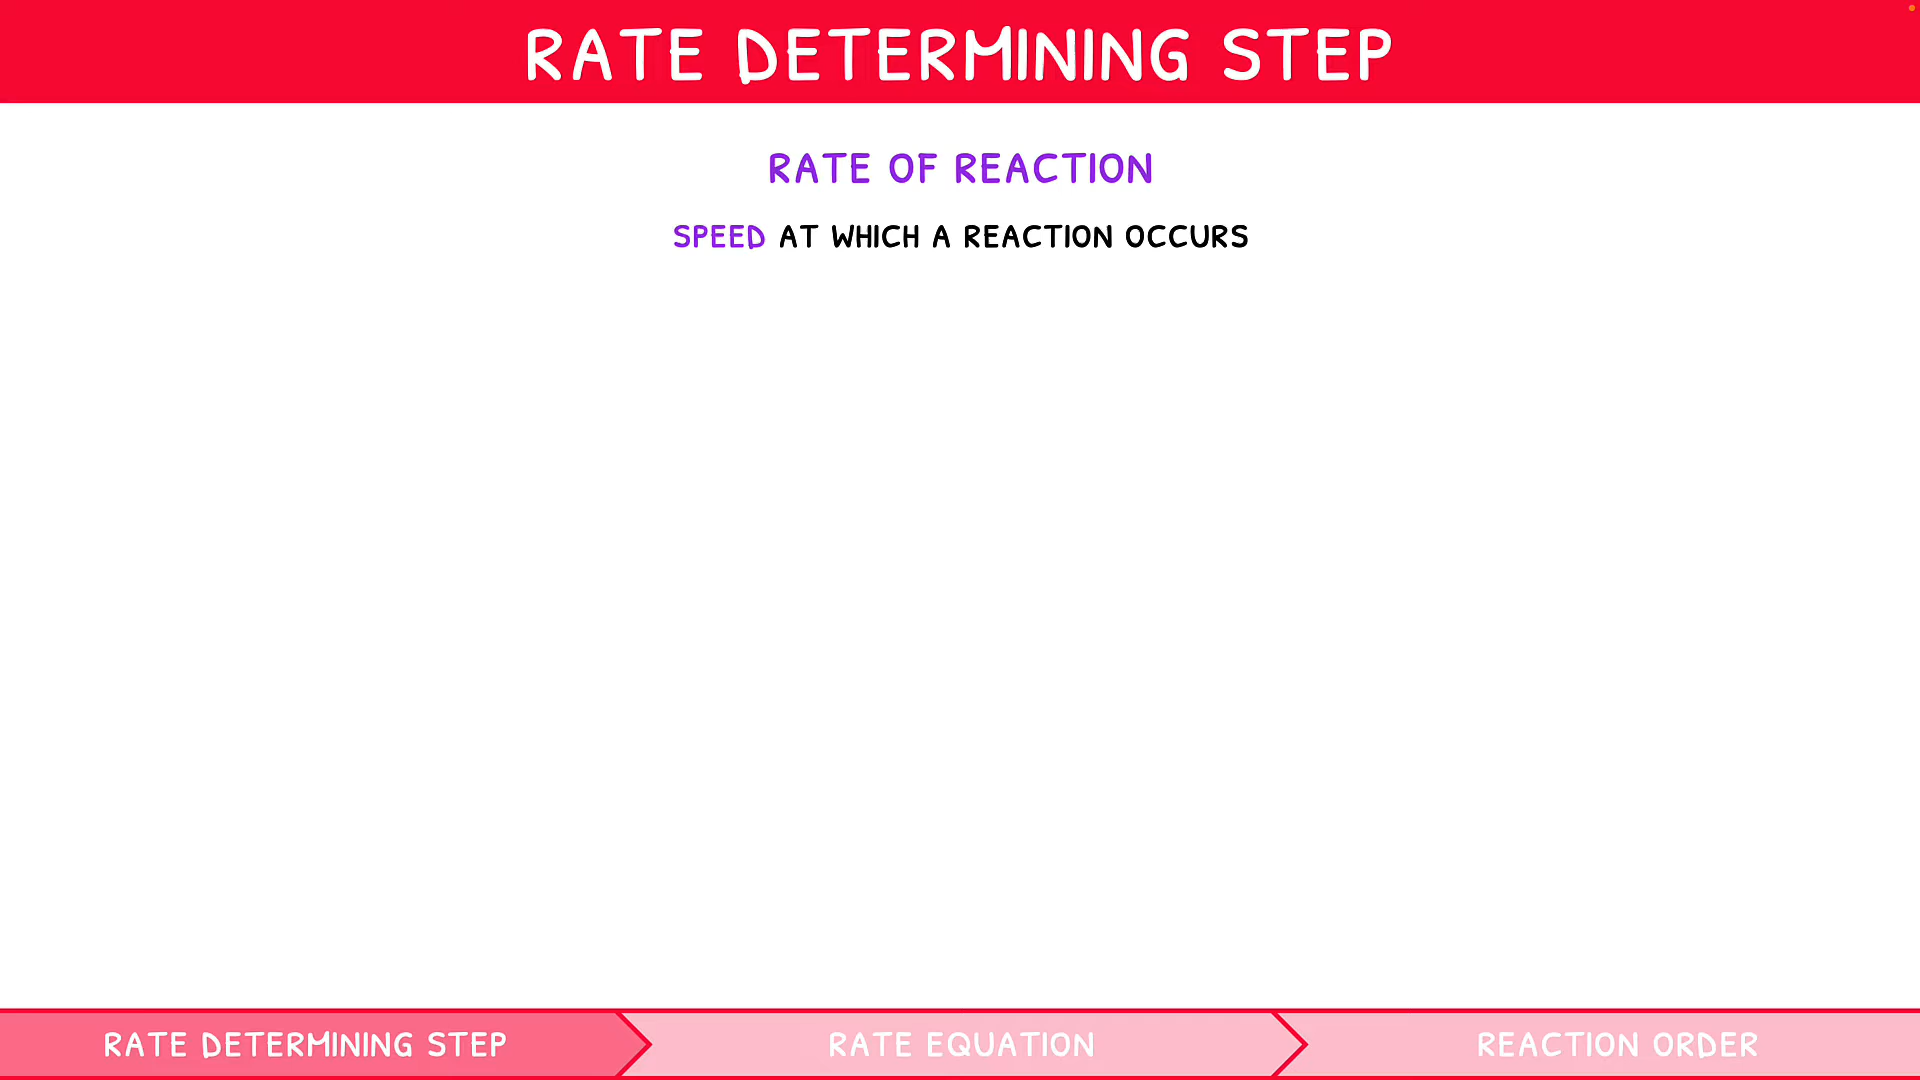 RATE DETERMINING STEP
RATE OF REACTION
SPEED AT WHICH A REACTION OCCURS
RATE DETERMINING STEP
RATE EQUATION
REACTION ORDER